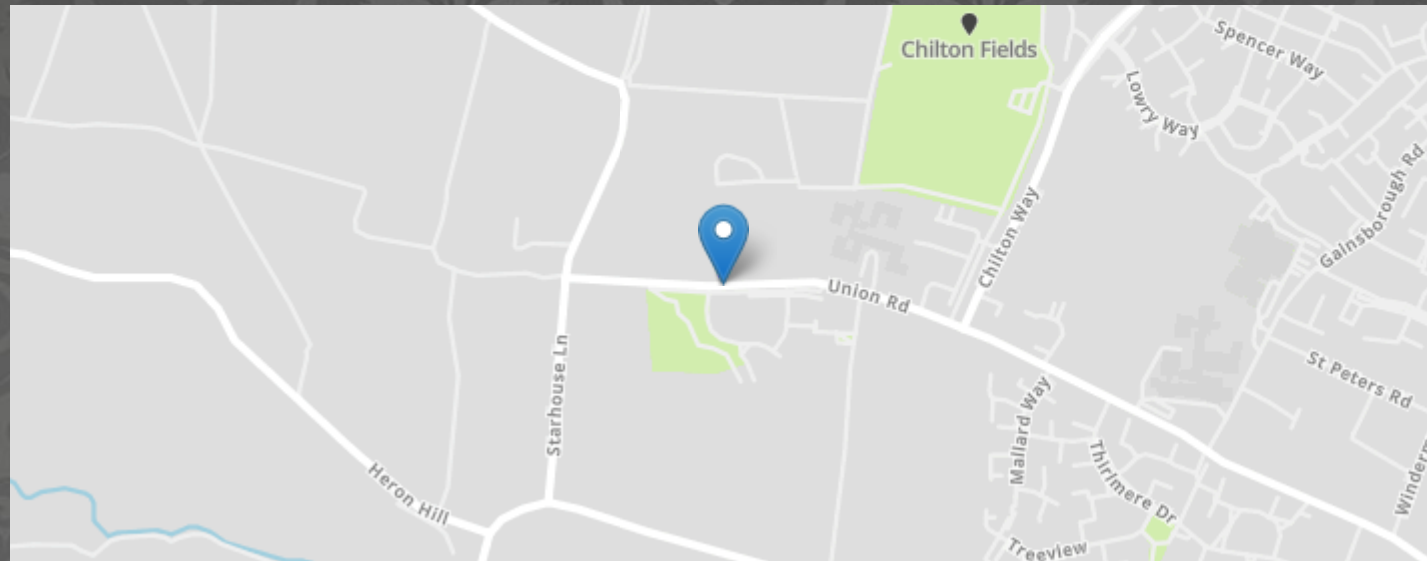 Chilton Fields
Spencer Way
Lowry Way
Gainsborough Rd
Chilton Way
Union Rd
Starhouse Ln
St Peters Rd
Mallard Way
Thirlmere Dr
Heron Hill
Treeview